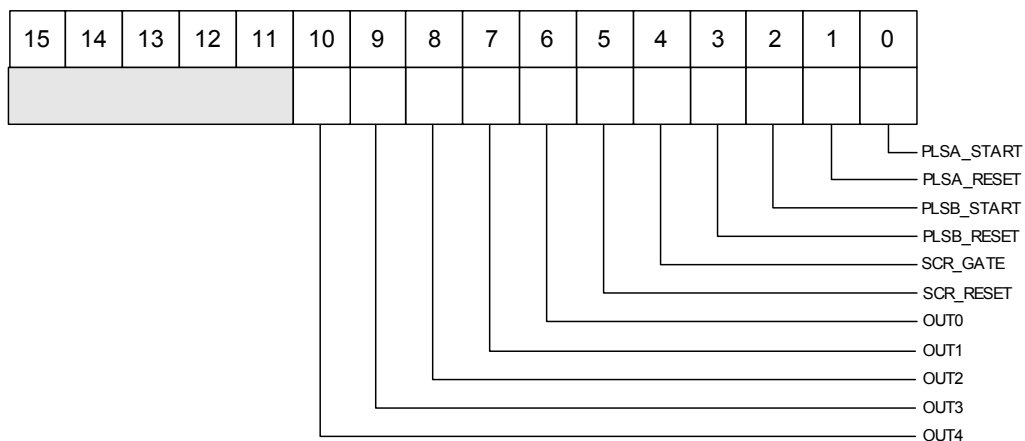 15 14 13 12 11 10 9 8 7 6 5 4 3 2 1 0
PLSA_START
PLSA_RESET
PLSB_START
PLSB_RESET
SCR_GATE
SCR_RESET
OUT0
OUT1
OUT2
OUT3
OUT4